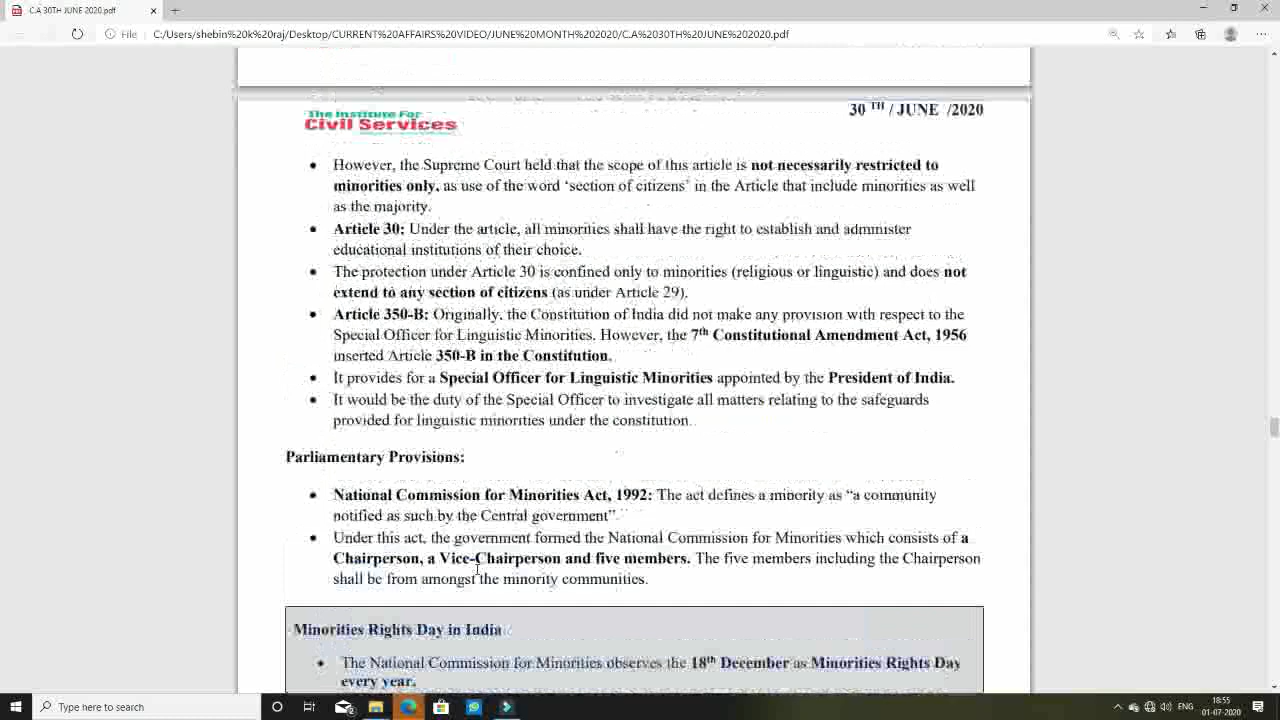 C.A 30TH JUNE 2020.pdf
File
C:/Users/shebin%20k%20raj/Desktop/CURRENT%20AFFAIRS%20VIDEO/JUNE%20MONTH%202020/C.A%2030TH%20JUNE%202020.pdf
The Institute For
Civil Services
30 TH / JUNE /2020
• However, the Supreme Court held that the scope of this article is not necessarily restricted to
minorities only, as use of the word ‘section of citizens’ in the Article that include minorities as well
as the majority.
• Article 30: Under the article, all minorities shall have the right to establish and administer
educational institutions of their choice.
• The protection under Article 30 is confined only to minorities (religious or linguistic) and does not
extend to any section of citizens (as under Article 29).
• Article 350-B: Originally, the Constitution of India did not make any provision with respect to the
Special Officer for Linguistic Minorities. However, the 7th Constitutional Amendment Act, 1956
inserted Article 350-B in the Constitution.
• It provides for a Special Officer for Linguistic Minorities appointed by the President of India.
• It would be the duty of the Special Officer to investigate all matters relating to the safeguards
provided for linguistic minorities under the constitution.
Parliamentary Provisions:
• National Commission for Minorities Act, 1992: The act defines a minority as “a community
notified as such by the Central government”.
• Under this act, the government formed the National Commission for Minorities which consists of a
Chairperson, a Vice-Chairperson and five members. The five members including the Chairperson
shall be from amongst the minority communities.
Minorities Rights Day in India
• The National Commission for Minorities observes the 18th December as Minorities Rights Day
every year.
Type here to search
18:55
01-07-2020